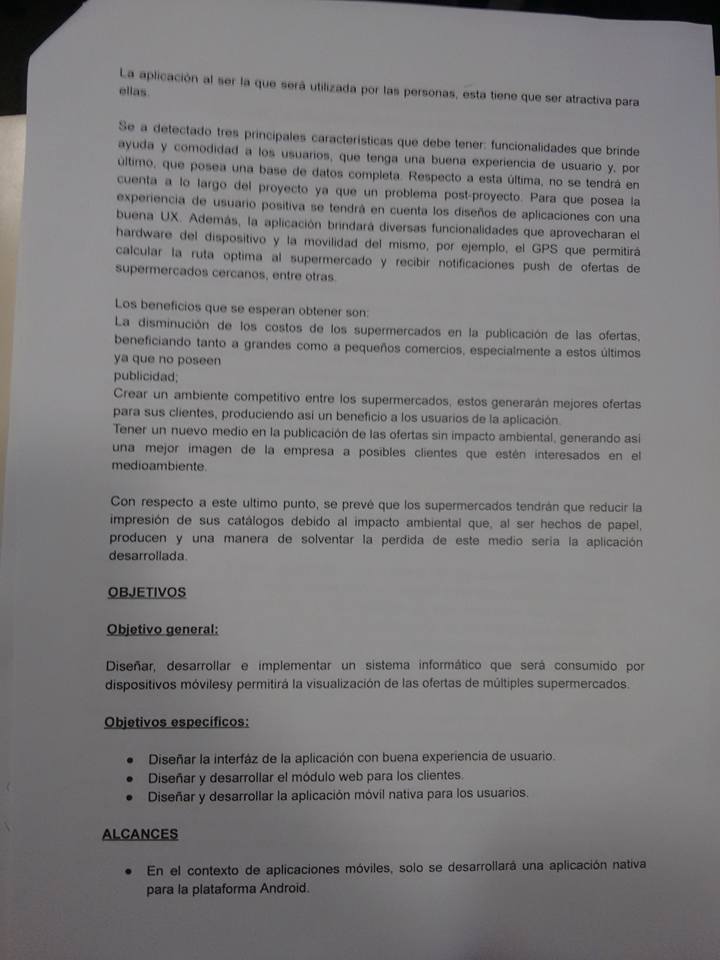 La aplicación al ser la que será utilizada por las personas, esta tiene que ser atractiva para
ellas.
Se a detectado tres principales características que debe tener: funcionalidades que brinde
ayuda y comodidad a los usuarios, que tenga una buena experiencia de usuario y, por
último, que posea una base de datos completa. Respecto a esta última, no se tendrá en
cuenta a lo largo del proyecto ya que un problema post-proyecto. Para que posea la
experiencia de usuario positiva se tendrá en cuenta los diseños de aplicaciones con una
buena UX. Además, la aplicación brindará diversas funcionalidades que aprovecharan el
hardware del dispositivo y la movilidad del mismo, por ejemplo, el GPS que permitirá
calcular la ruta optima al supermercado y recibir notificaciones push de ofertas de
supermercados cercanos, entre otras.
Los beneficios que se esperan obtener son:
La disminución de los costos de los supermercados en la publicación de las ofertas,
beneficiando tanto a grandes como a pequeños comercios, especialmente a estos últimos
ya que no poseen
publicidad;
Crear un ambiente competitivo entre los supermercados, estos generarán mejores ofertas
para sus clientes, produciendo así un beneficio a los usuarios de la aplicación.
Tener un nuevo medio en la publicación de las ofertas sin impacto ambiental, generando así
una mejor imagen de la empresa a posibles clientes que estén interesados en el
medioambiente.
Con respecto a este ultimo punto, se prevé que los supermercados tendrán que reducir la
impresión de sus catálogos debido al impacto ambiental que, al ser hechos de papel,
producen y una manera de solventar la perdida de este medio sería la aplicación
desarrollada.
OBJETIVOS
Objetivo general:
Diseñar, desarrollar e implementar un sistema informático que será consumido por
dispositivos móvilesy permitirá la visualización de las ofertas de múltiples supermercados.
Objetivos específicos:
● Diseñar la interfáz de la aplicación con buena experiencia de usuario.
● Diseñar y desarrollar el módulo web para los clientes.
● Diseñar y desarrollar la aplicación móvil nativa para los usuarios.
ALCANCES
● En el contexto de aplicaciones móviles, solo se desarrollará una aplicación nativa
para la plataforma Android.